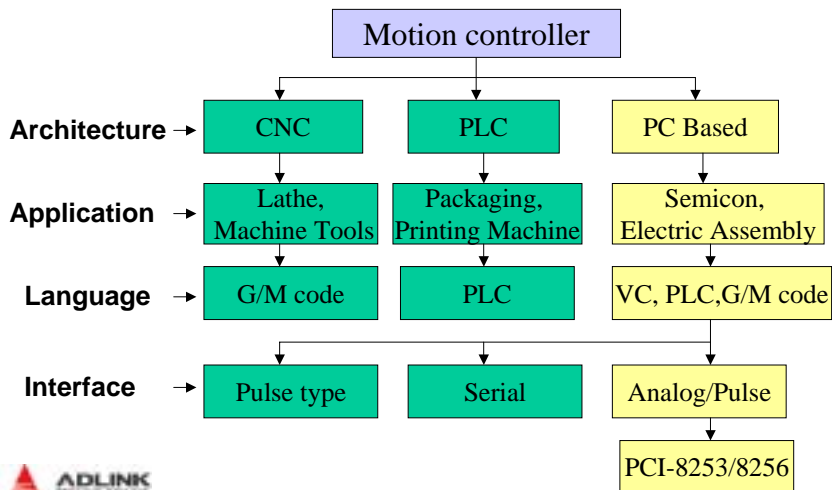 Motion controller
Architecture
CNC
PLC
PC Based
Application
Lathe,
Machine Tools
Packaging,
Printing Machine
Semicon,
Electric Assembly
Language
G/M code
PLC
VC, PLC,G/M code
Interface
Pulse type
Serial
Analog/Pulse
PCI-8253/8256
ADLINK